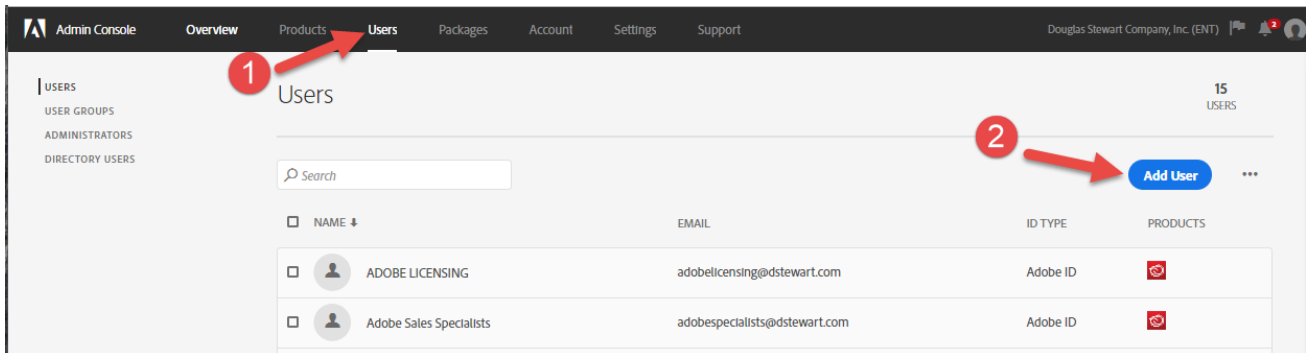 Admin Console Overview Products Users Packages Account Settings Support Douglas Stewart Company, Inc. (ENT) 2
1
USERS
USER GROUPS
ADMINISTRATORS
DIRECTORY USERS
Users
15
USERS
2
Search
Add User
NAME EMAIL ID TYPE PRODUCTS
ADOBE LICENSING adobelicensing@dstewart.com Adobe ID
Adobe Sales Specialists adobespecialists@dstewart.com Adobe ID